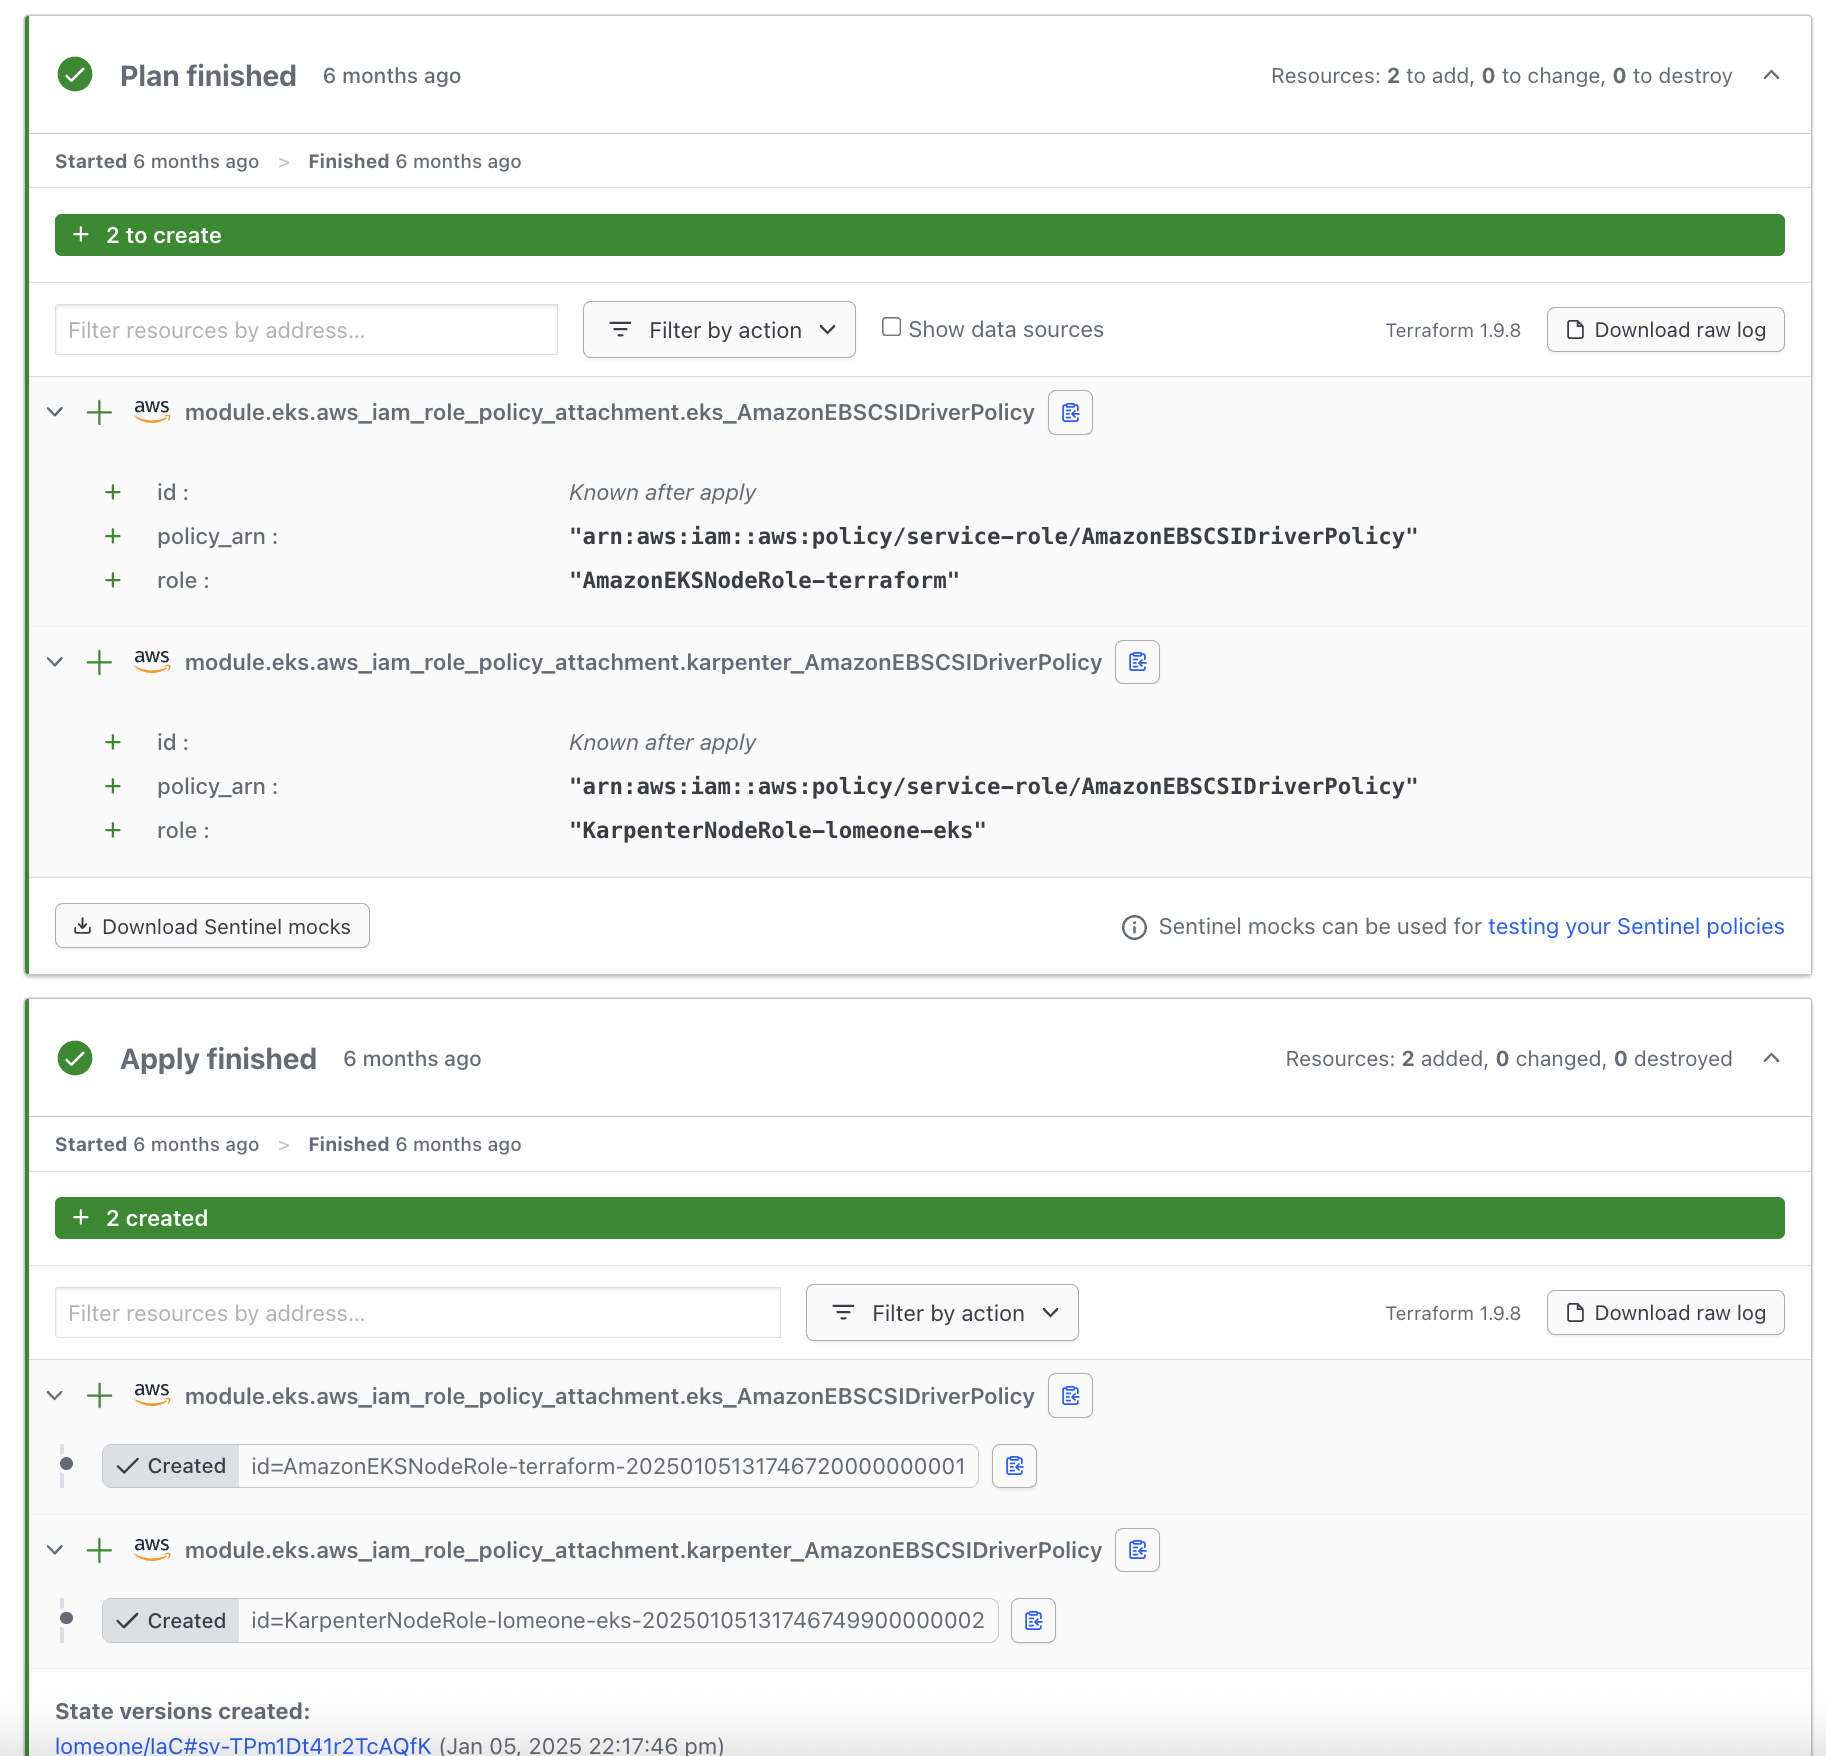 Plan finished 6 months ago Resources: 2 to add, 0 to change, 0 to destroy
Started 6 months ago > Finished 6 months ago
+ 2 to create
Filter resources by address... Filter by action Show data sources Terraform 1.9.8 Download raw log
+ aws module.eks.aws_iam_role_policy_attachment.eks_AmazonEBSCSIDriverPolicy
+ id : Known after apply
+ policy_arn : "arn:aws:iam::aws:policy/service-role/AmazonEBSCSIDriverPolicy"
+ role : "AmazonEKSNodeRole-terraform"
+ aws module.eks.aws_iam_role_policy_attachment.karpenter_AmazonEBSCSIDriverPolicy
+ id : Known after apply
+ policy_arn : "arn:aws:iam::aws:policy/service-role/AmazonEBSCSIDriverPolicy"
+ role : "KarpenterNodeRole-lomeone-eks"
Download Sentinel mocks Sentinel mocks can be used for testing your Sentinel policies
Apply finished 6 months ago Resources: 2 added, 0 changed, 0 destroyed
Started 6 months ago > Finished 6 months ago
+ 2 created
Filter resources by address... Filter by action Terraform 1.9.8 Download raw log
+ aws module.eks.aws_iam_role_policy_attachment.eks_AmazonEBSCSIDriverPolicy
Created id=AmazonEKSNodeRole-terraform-20250105131746720000000001
+ aws module.eks.aws_iam_role_policy_attachment.karpenter_AmazonEBSCSIDriverPolicy
Created id=KarpenterNodeRole-lomeone-eks-20250105131746749900000002
State versions created:
lomeone/IaC#sv-TPm1Dt41r2TcAQfK (Jan 05, 2025 22:17:46 pm)